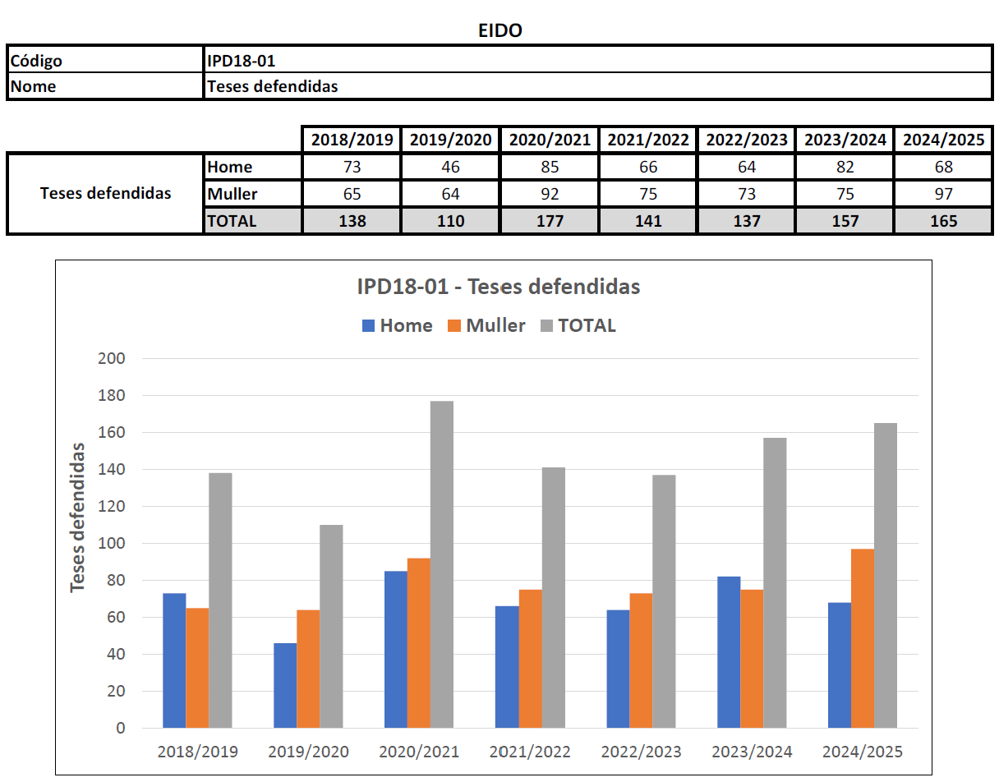 EIDO
Código IPD18-01
Nome Teses defendidas
2018/2019 2019/2020 2020/2021 2021/2022 2022/2023 2023/2024 2024/2025
Teses defendidas
Home 73 46 85 66 64 82 68
Muller 65 64 92 75 73 75 97
TOTAL 138 110 177 141 137 157 165
IPD18-01 - Teses defendidas
Home Muller TOTAL
Teses defendidas
200
180
160
140
120
100
80
60
40
20
0
2018/2019 2019/2020 2020/2021 2021/2022 2022/2023 2023/2024 2024/2025